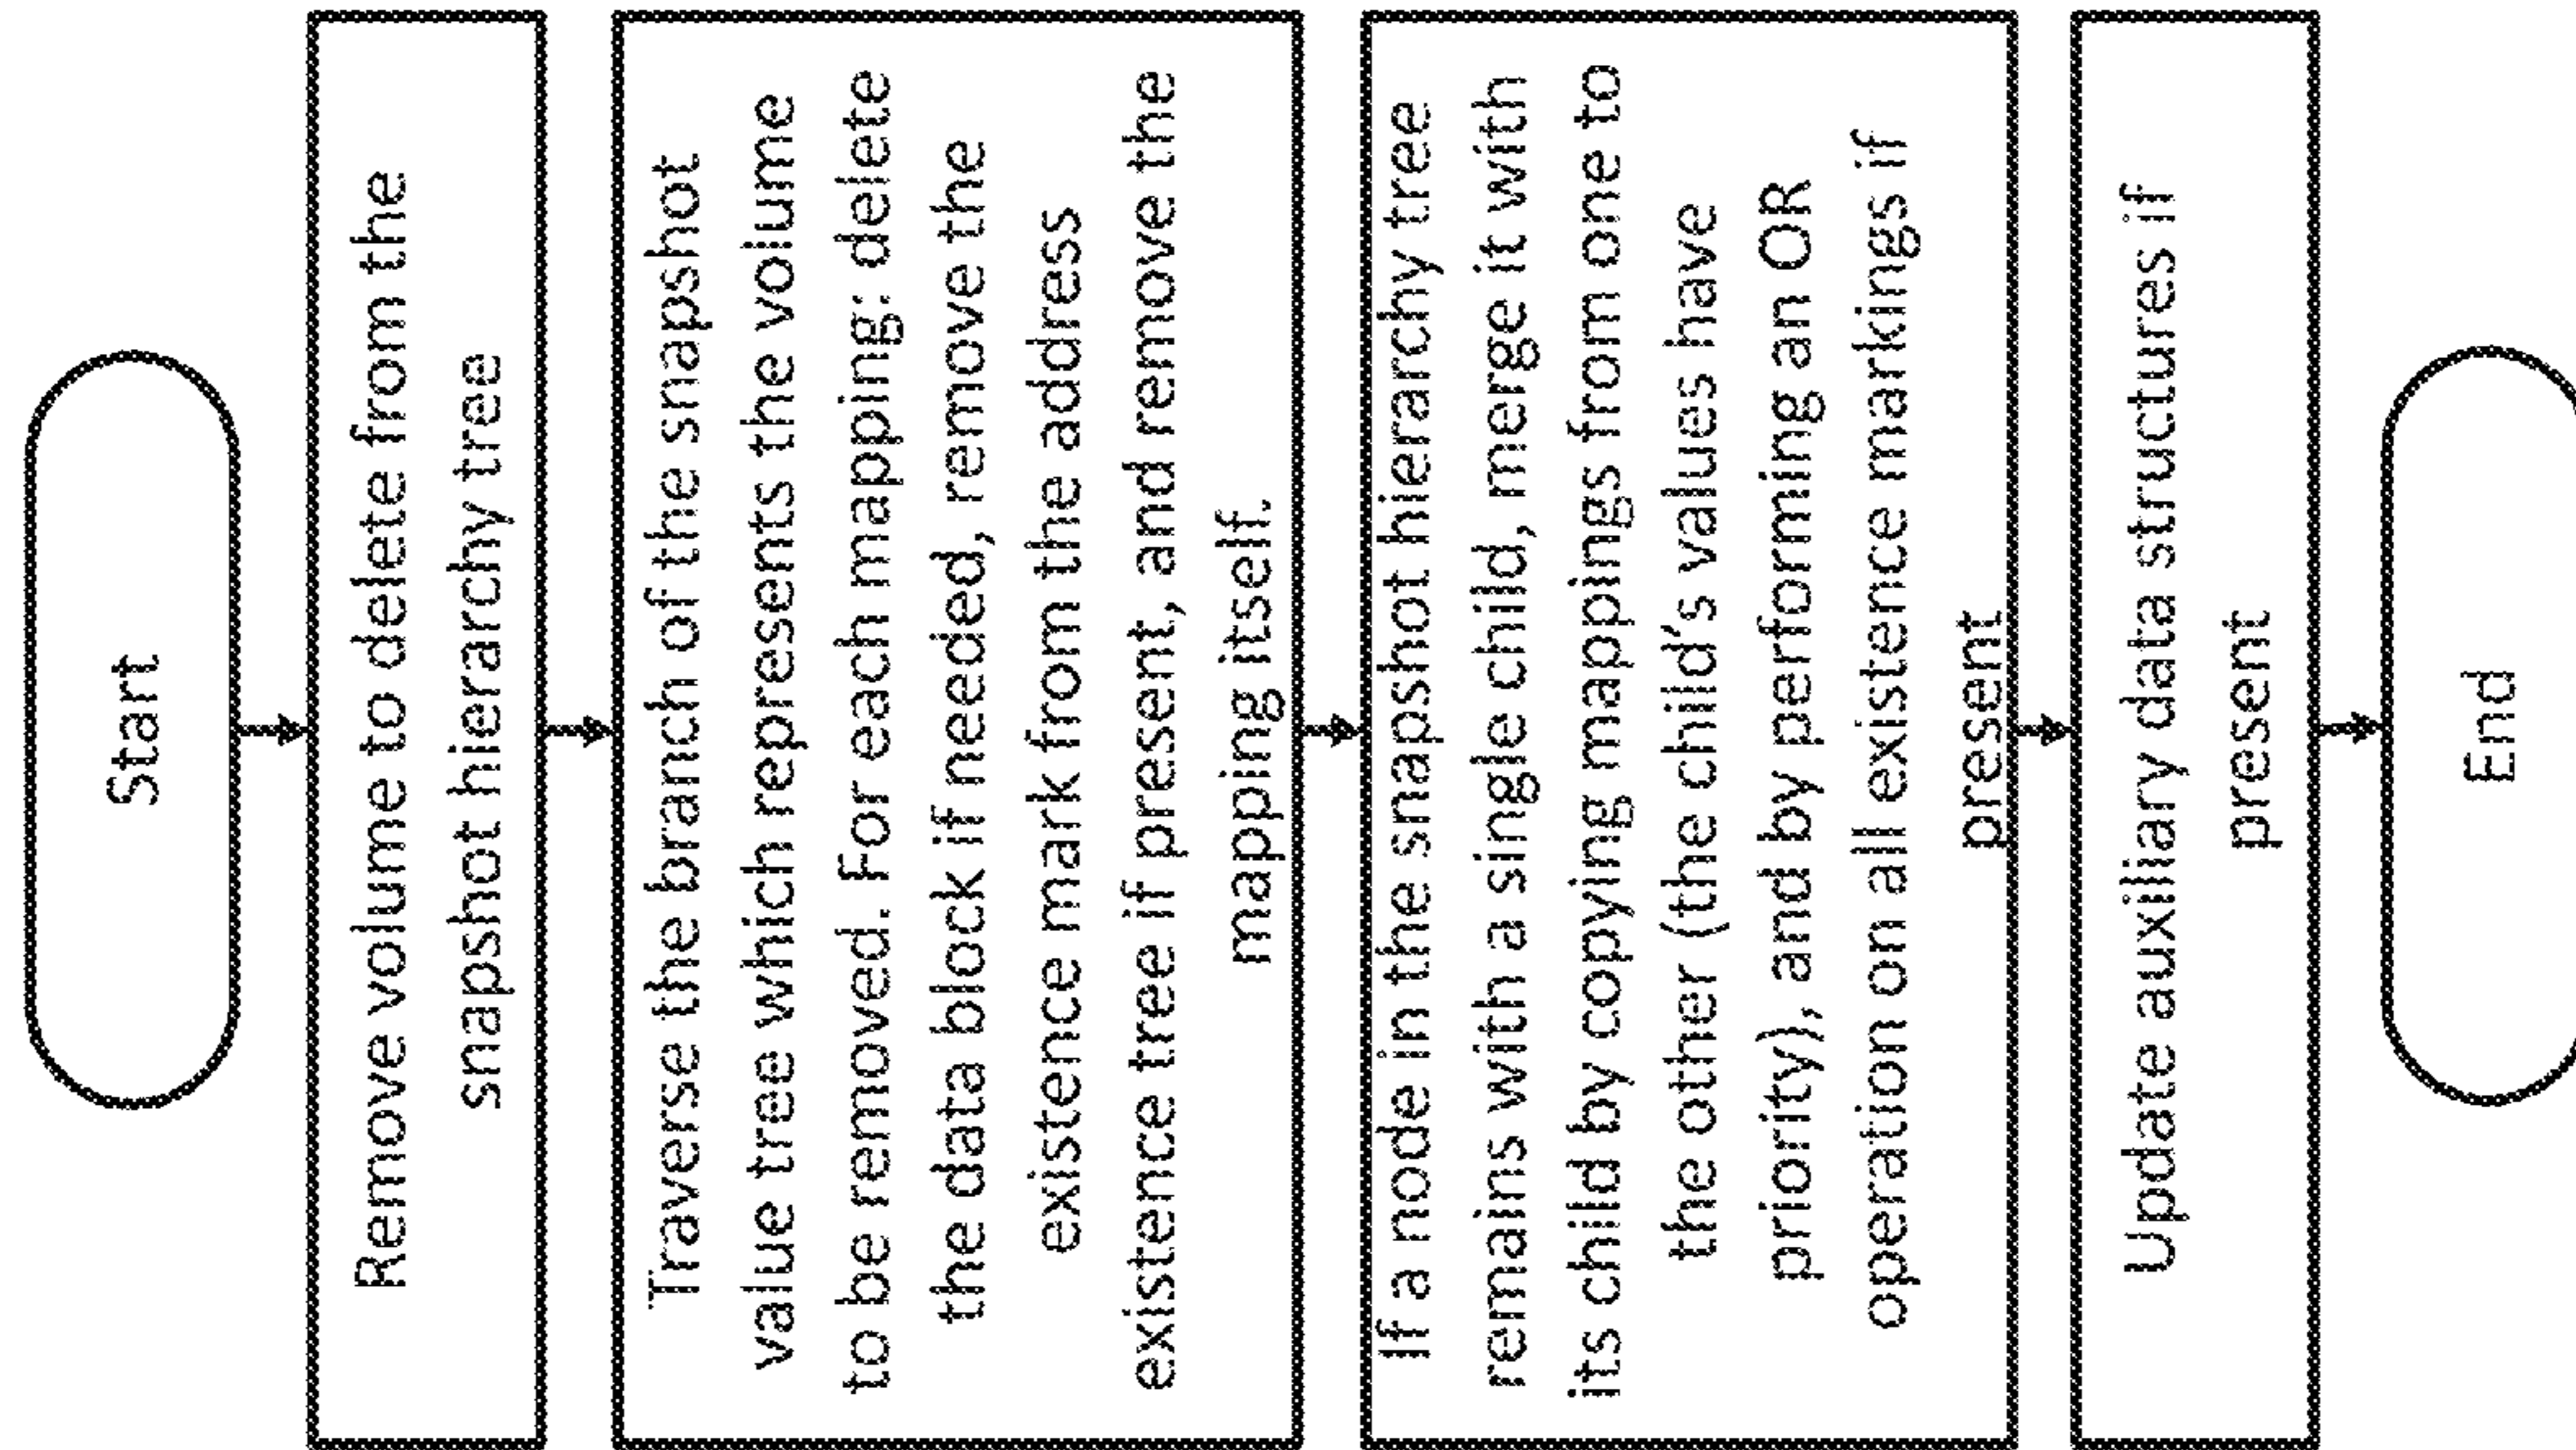 Start
Remove volume to delete from the
snapshot hierarchy tree
Traverse the branch of the snapshot
value tree which represents the volume
to be removed. For each mapping: delete
the data block if needed, remove the
existence mark from the address
existence tree if present, and remove the
mapping itself.
If a node in the snapshot hierarchy tree
remains with a single child, merge it with
its child by copying mappings from one to
the other (the child's values have
priority), and by performing an OR
operation on all existence markings if
present
Update auxiliary data structures if
present
End